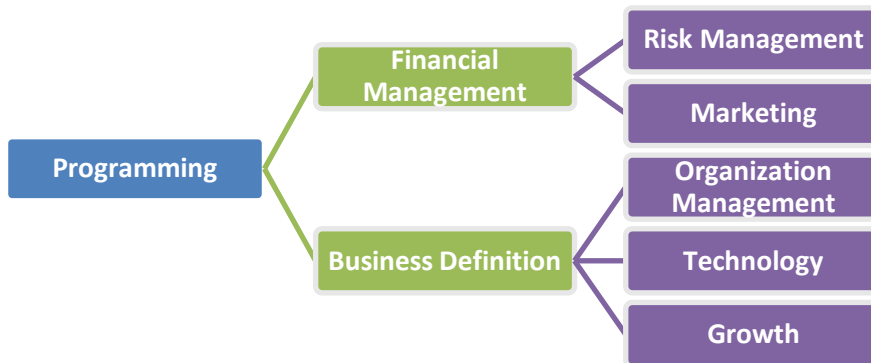 Risk Management
Financial
Management
Marketing
Programming
Organization
Management
Business Definition
Technology
Growth